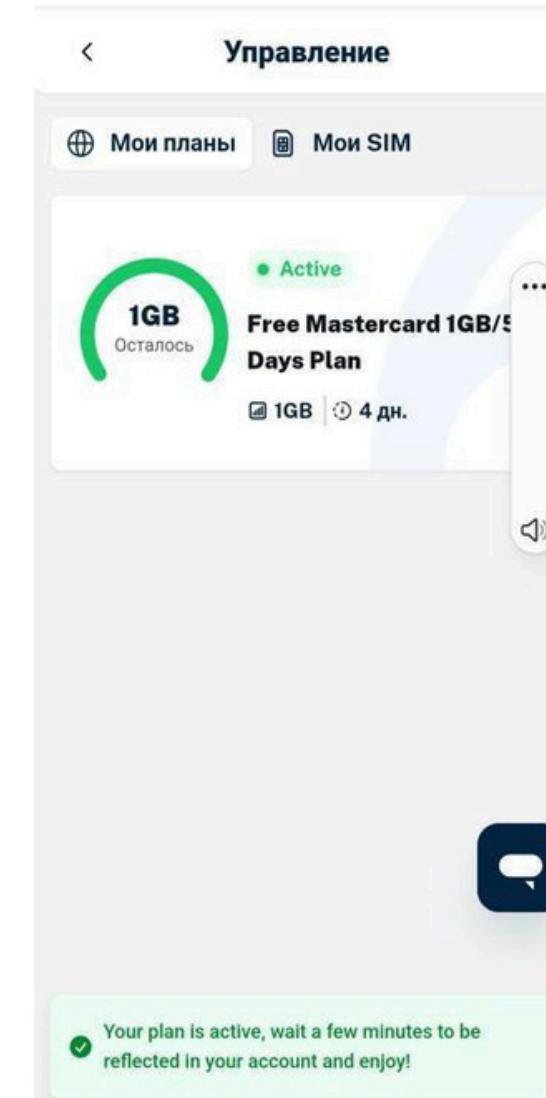 Управление
Мои планы
Мои SIM
Active
1GB
Осталось
Free Mastercard 1GB/5
Days Plan
1GB
4 дн.
Your plan is active, wait a few minutes to be
reflected in your account and enjoy!